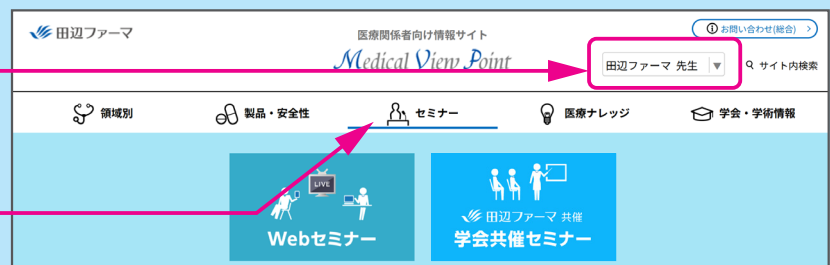 田辺ファーマ
医療関係者向け情報サイト
Medical View Point
お問い合わせ(総合)
田辺ファーマ 先生
サイト内検索
領域別
製品・安全性
セミナー
医療ナレッジ
学会・学術情報
LIVE
Webセミナー
田辺ファーマ 共催
学会共催セミナー